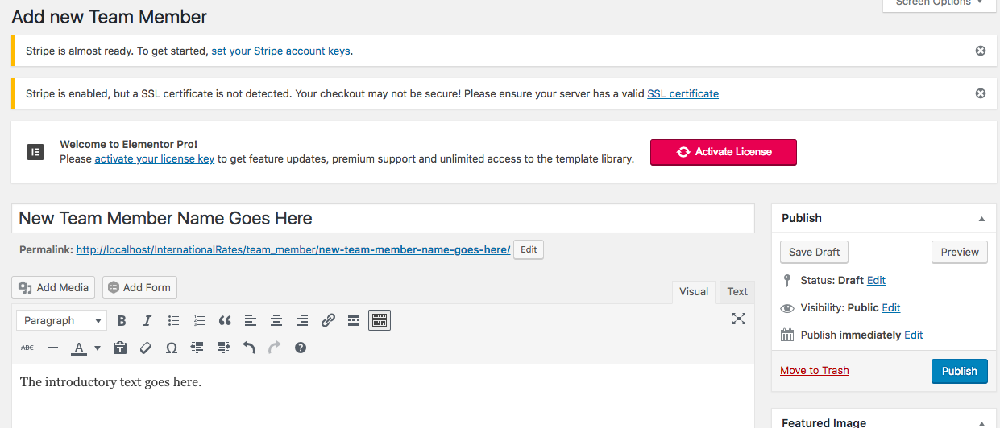 Screen Options
Add new Team Member
Stripe is almost ready. To get started, set your Stripe account keys.
Stripe is enabled, but a SSL certificate is not detected. Your checkout may not be secure! Please ensure your server has a valid SSL certificate
Welcome to Elementor Pro!
Please activate your license key to get feature updates, premium support and unlimited access to the template library.
Activate License
New Team Member Name Goes Here
Permalink: http://localhost/InternationalRates/team_member/new-team-member-name-goes-here/ Edit
Add Media Add Form
Visual Text
Paragraph B I
ABC A Ω
The introductory text goes here.
Publish
Save Draft Preview
Status: Draft Edit
Visibility: Public Edit
Publish immediately Edit
Move to Trash Publish
Featured Image